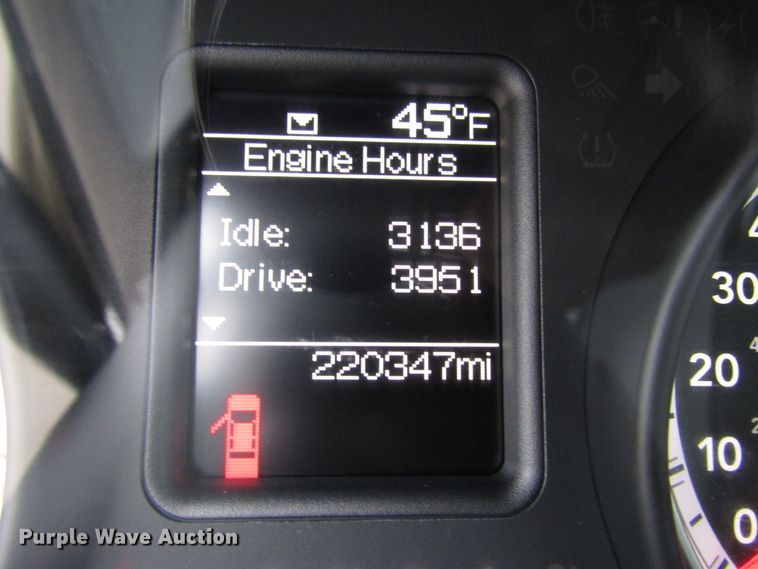 45°F
Engine Hours
Idle: 3136
Drive: 3951
220347mi
30
20
10
0
Purple Wave Auction